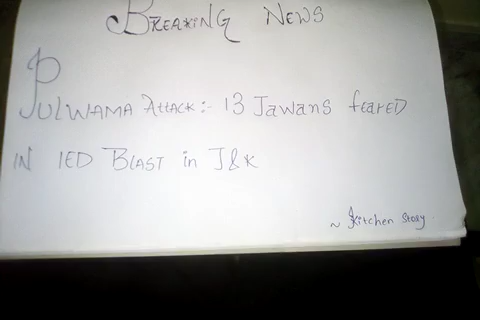 BREAKING NEWS
PULWAMA ATTACK:- 13 Jawans feared
IN IED BLAST in J&K
~ Kitchen Story.